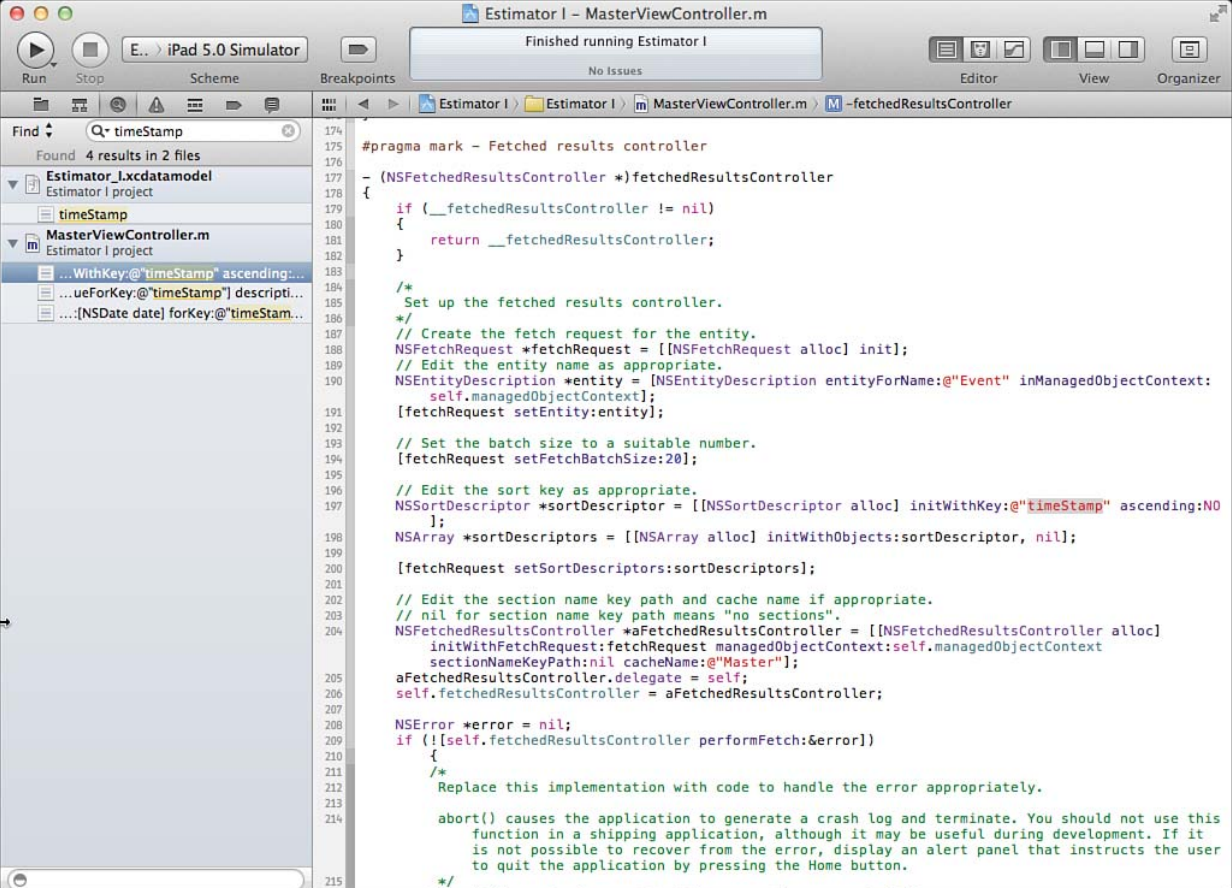 Estimator I – MasterViewController.m
Run
Stop
E.. › iPad 5.0 Simulator
Scheme
Breakpoints
Finished running Estimator I
No Issues
Editor
View
Organizer
Estimator I › Estimator I › m MasterViewController.m › M -fetchedResultsController
Find
timeStamp
Found 4 results in 2 files
Estimator_I.xcdatamodel
Estimator I project
timeStamp
m MasterViewController.m
Estimator I project
...WithKey:@"timeStamp" ascending:...
...ueForKey:@"timeStamp"] descripti...
...:[NSDate date] forKey:@"timeStam...
174
175 #pragma mark - Fetched results controller
176
177 - (NSFetchedResultsController *)fetchedResultsController
178 {
179 if (__fetchedResultsController != nil)
180 {
181 return __fetchedResultsController;
182 }
183
184 /*
185 Set up the fetched results controller.
186 */
187 // Create the fetch request for the entity.
188 NSFetchRequest *fetchRequest = [[NSFetchRequest alloc] init];
189 // Edit the entity name as appropriate.
190 NSEntityDescription *entity = [NSEntityDescription entityForName:@"Event" inManagedObjectContext:
self.managedObjectContext];
191 [fetchRequest setEntity:entity];
192
193 // Set the batch size to a suitable number.
194 [fetchRequest setFetchBatchSize:20];
195
196 // Edit the sort key as appropriate.
197 NSSortDescriptor *sortDescriptor = [[NSSortDescriptor alloc] initWithKey:@"timeStamp" ascending:NO
];
198 NSArray *sortDescriptors = [[NSArray alloc] initWithObjects:sortDescriptor, nil];
199
200 [fetchRequest setSortDescriptors:sortDescriptors];
201
202 // Edit the section name key path and cache name if appropriate.
203 // nil for section name key path means "no sections".
204 NSFetchedResultsController *aFetchedResultsController = [[NSFetchedResultsController alloc]
initWithFetchRequest:fetchRequest managedObjectContext:self.managedObjectContext
sectionNameKeyPath:nil cacheName:@"Master"];
205 aFetchedResultsController.delegate = self;
206 self.fetchedResultsController = aFetchedResultsController;
207
208 NSError *error = nil;
209 if (![self.fetchedResultsController performFetch:&error])
210 {
211 /*
212 Replace this implementation with code to handle the error appropriately.
213
214 abort() causes the application to generate a crash log and terminate. You should not use this
function in a shipping application, although it may be useful during development. If it
is not possible to recover from the error, display an alert panel that instructs the user
to quit the application by pressing the Home button.
215 */